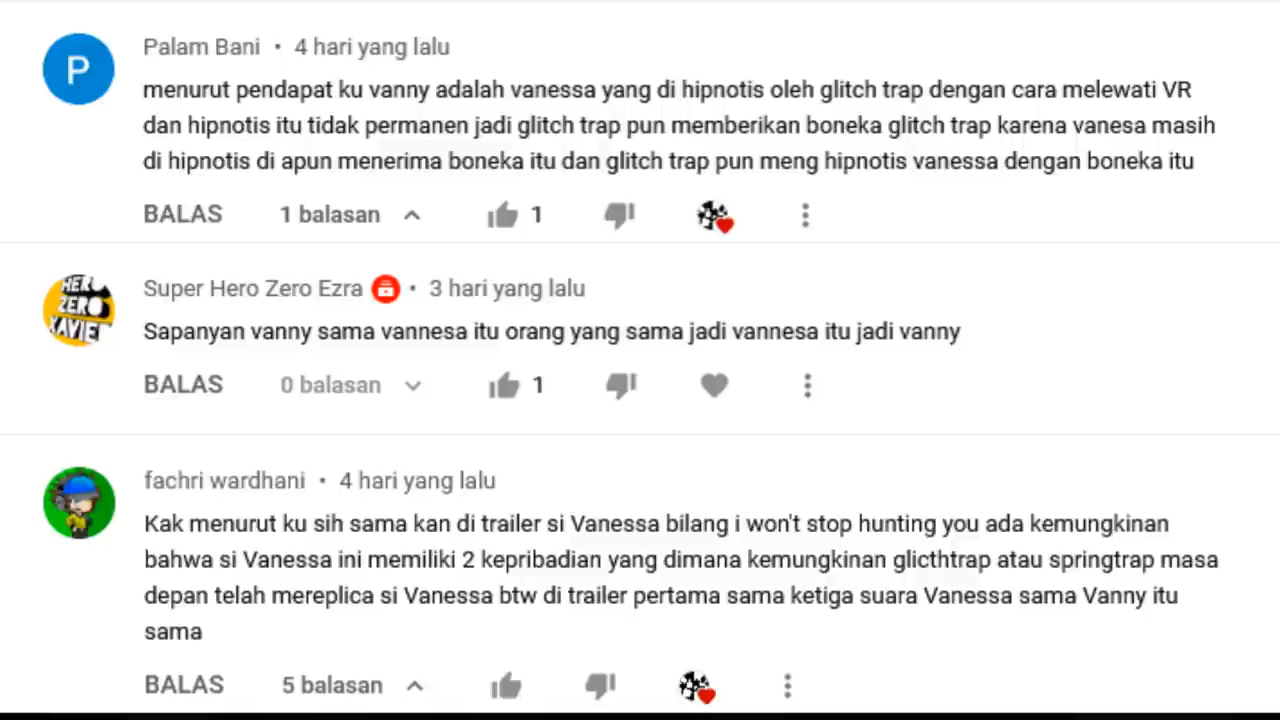 P
Palam Bani • 4 hari yang lalu
menurut pendapat ku vanny adalah vanessa yang di hipnotis oleh glitch trap dengan cara melewati VR
dan hipnotis itu tidak permanen jadi glitch trap pun memberikan boneka glitch trap karena vanesa masih
di hipnotis di apun menerima boneka itu dan glitch trap pun meng hipnotis vanessa dengan boneka itu
BALAS 1 balasan 1
HERO
ZERO
XAVIER
Super Hero Zero Ezra • 3 hari yang lalu
Sapanyan vanny sama vannesa itu orang yang sama jadi vannesa itu jadi vanny
BALAS 0 balasan 1
fachri wardhani • 4 hari yang lalu
Kak menurut ku sih sama kan di trailer si Vanessa bilang i won't stop hunting you ada kemungkinan
bahwa si Vanessa ini memiliki 2 kepribadian yang dimana kemungkinan glicthtrap atau springtrap masa
depan telah mereplica si Vanessa btw di trailer pertama sama ketiga suara Vanessa sama Vanny itu
sama
BALAS 5 balasan